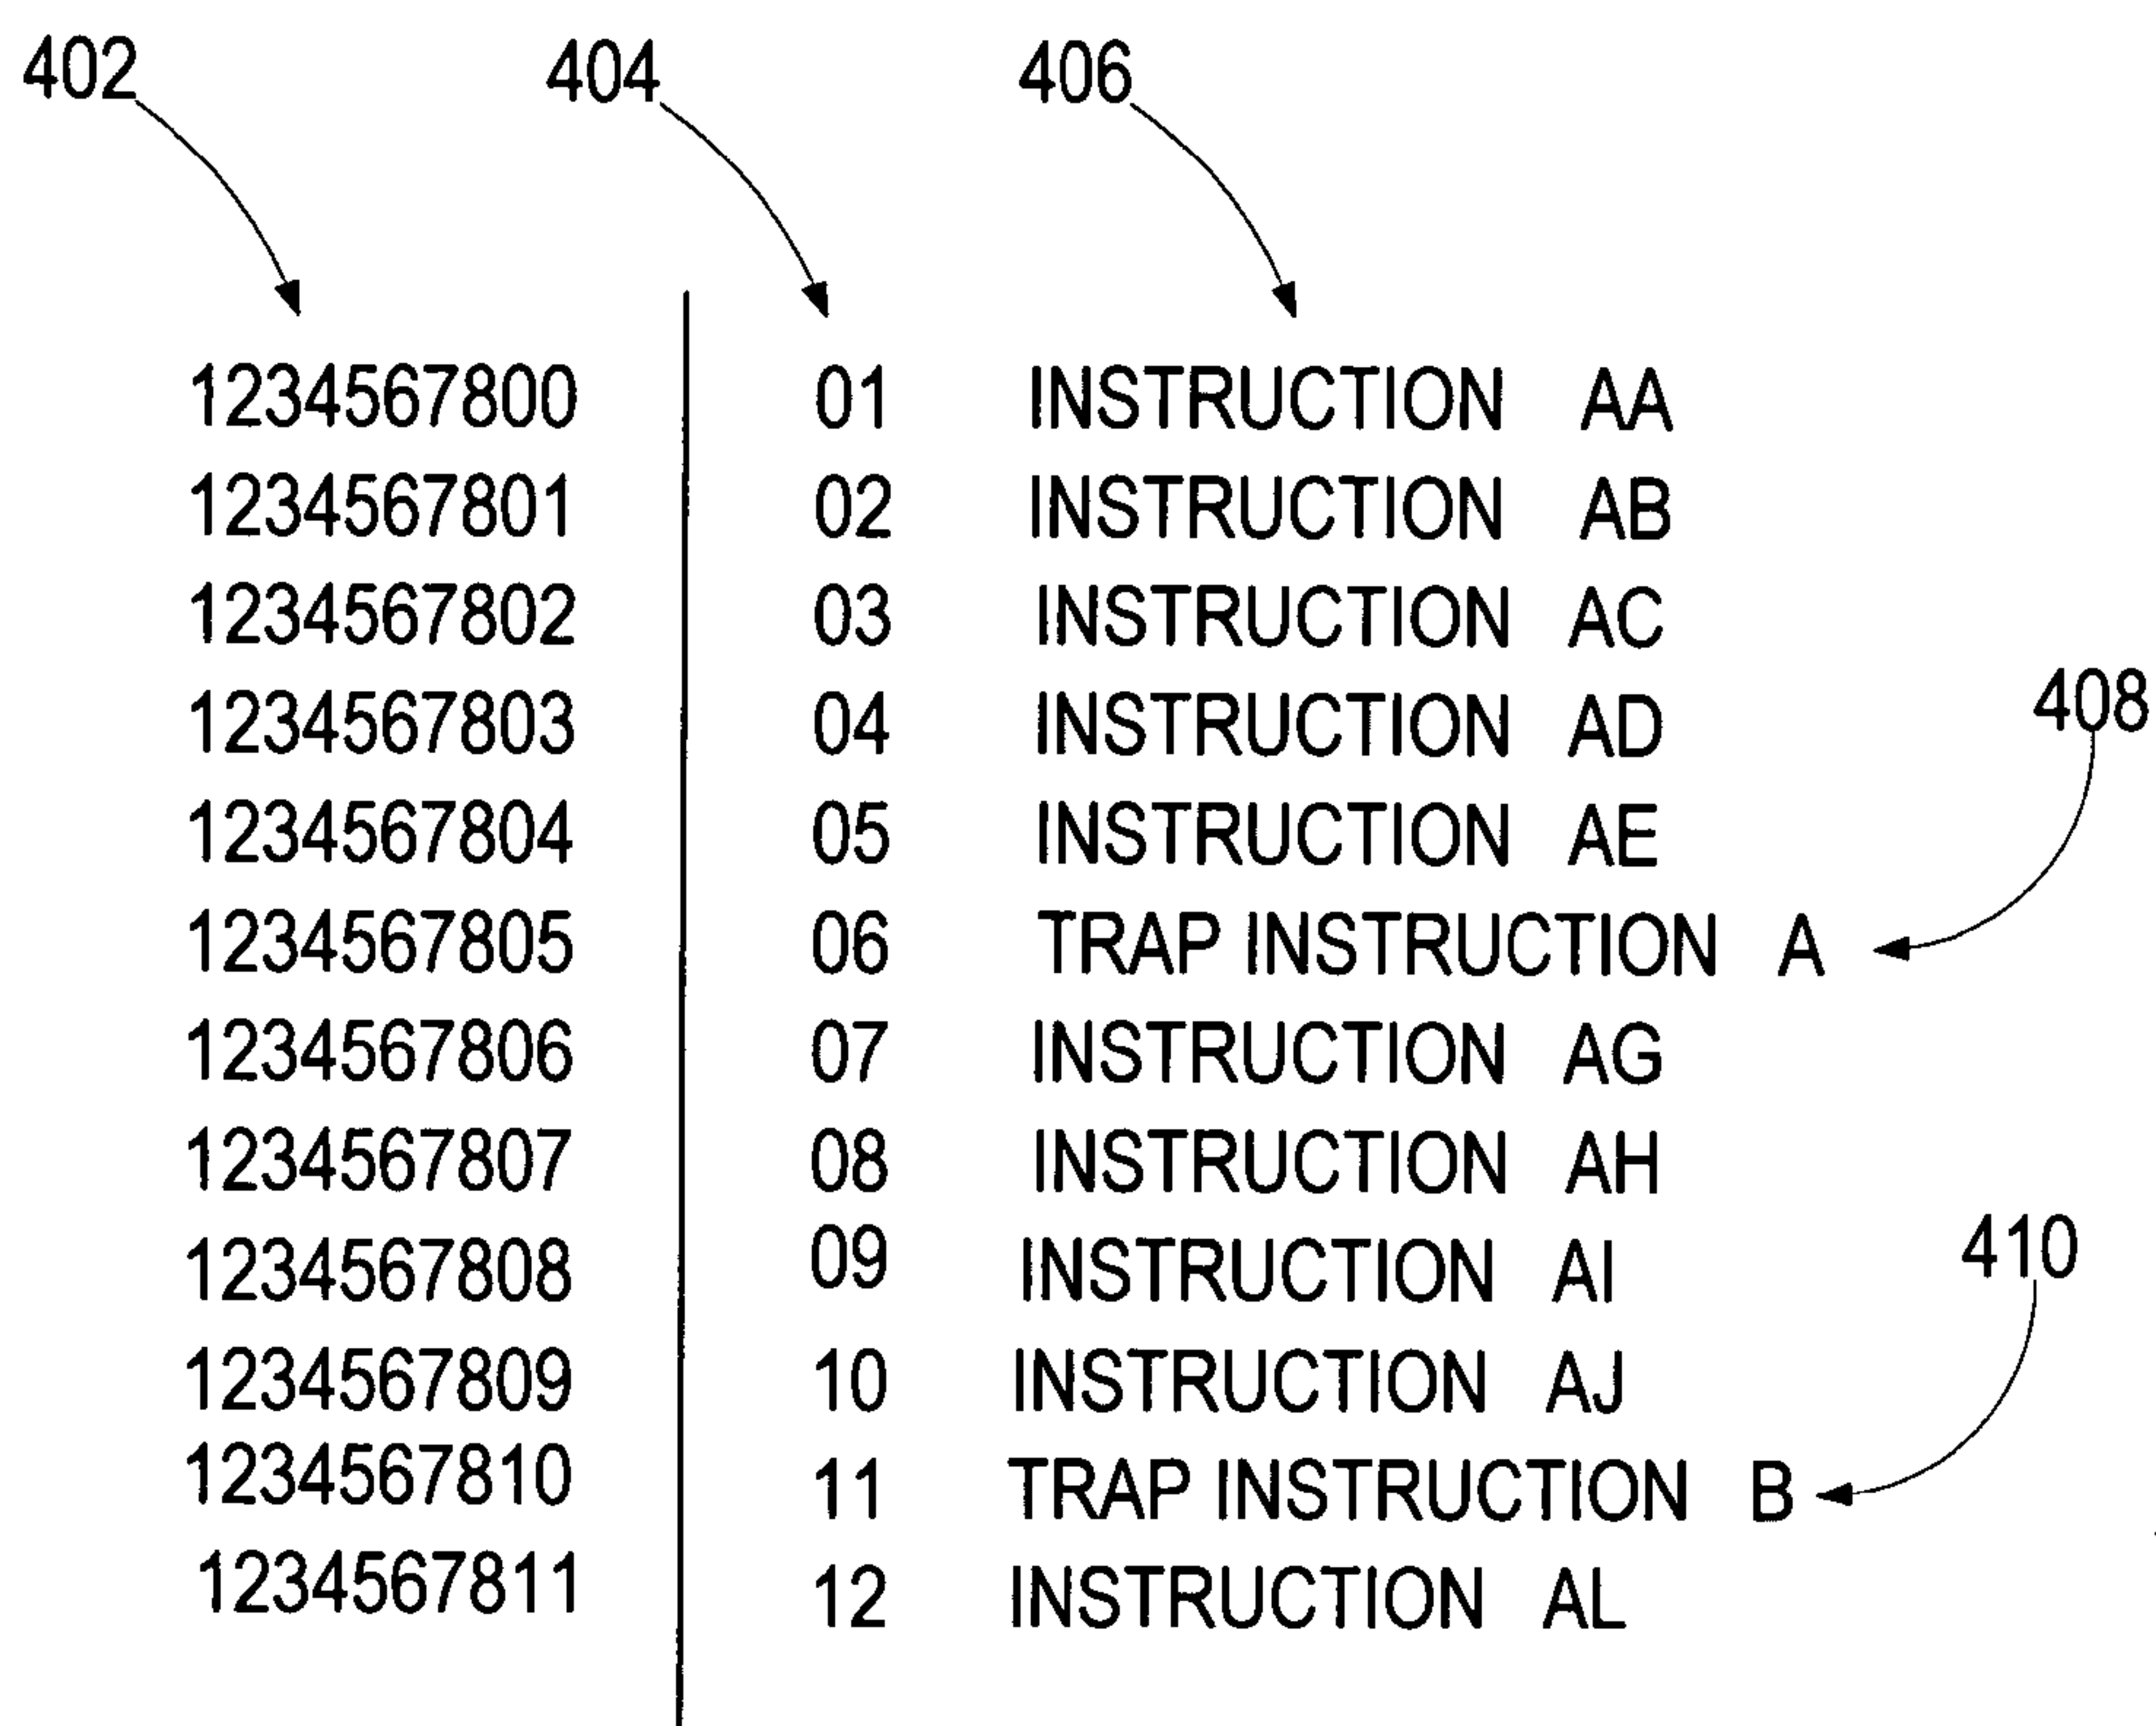 402 404 406
1234567800 01 INSTRUCTION AA
1234567801 02 INSTRUCTION AB
1234567802 03 INSTRUCTION AC
1234567803 04 INSTRUCTION AD
408
1234567804 05 INSTRUCTION AE
1234567805 06 TRAP INSTRUCTION A
1234567806 07 INSTRUCTION AG
1234567807 08 INSTRUCTION AH
410
1234567808 09 INSTRUCTION AI
1234567809 10 INSTRUCTION AJ
1234567810 11 TRAP INSTRUCTION B
1234567811 12 INSTRUCTION AL